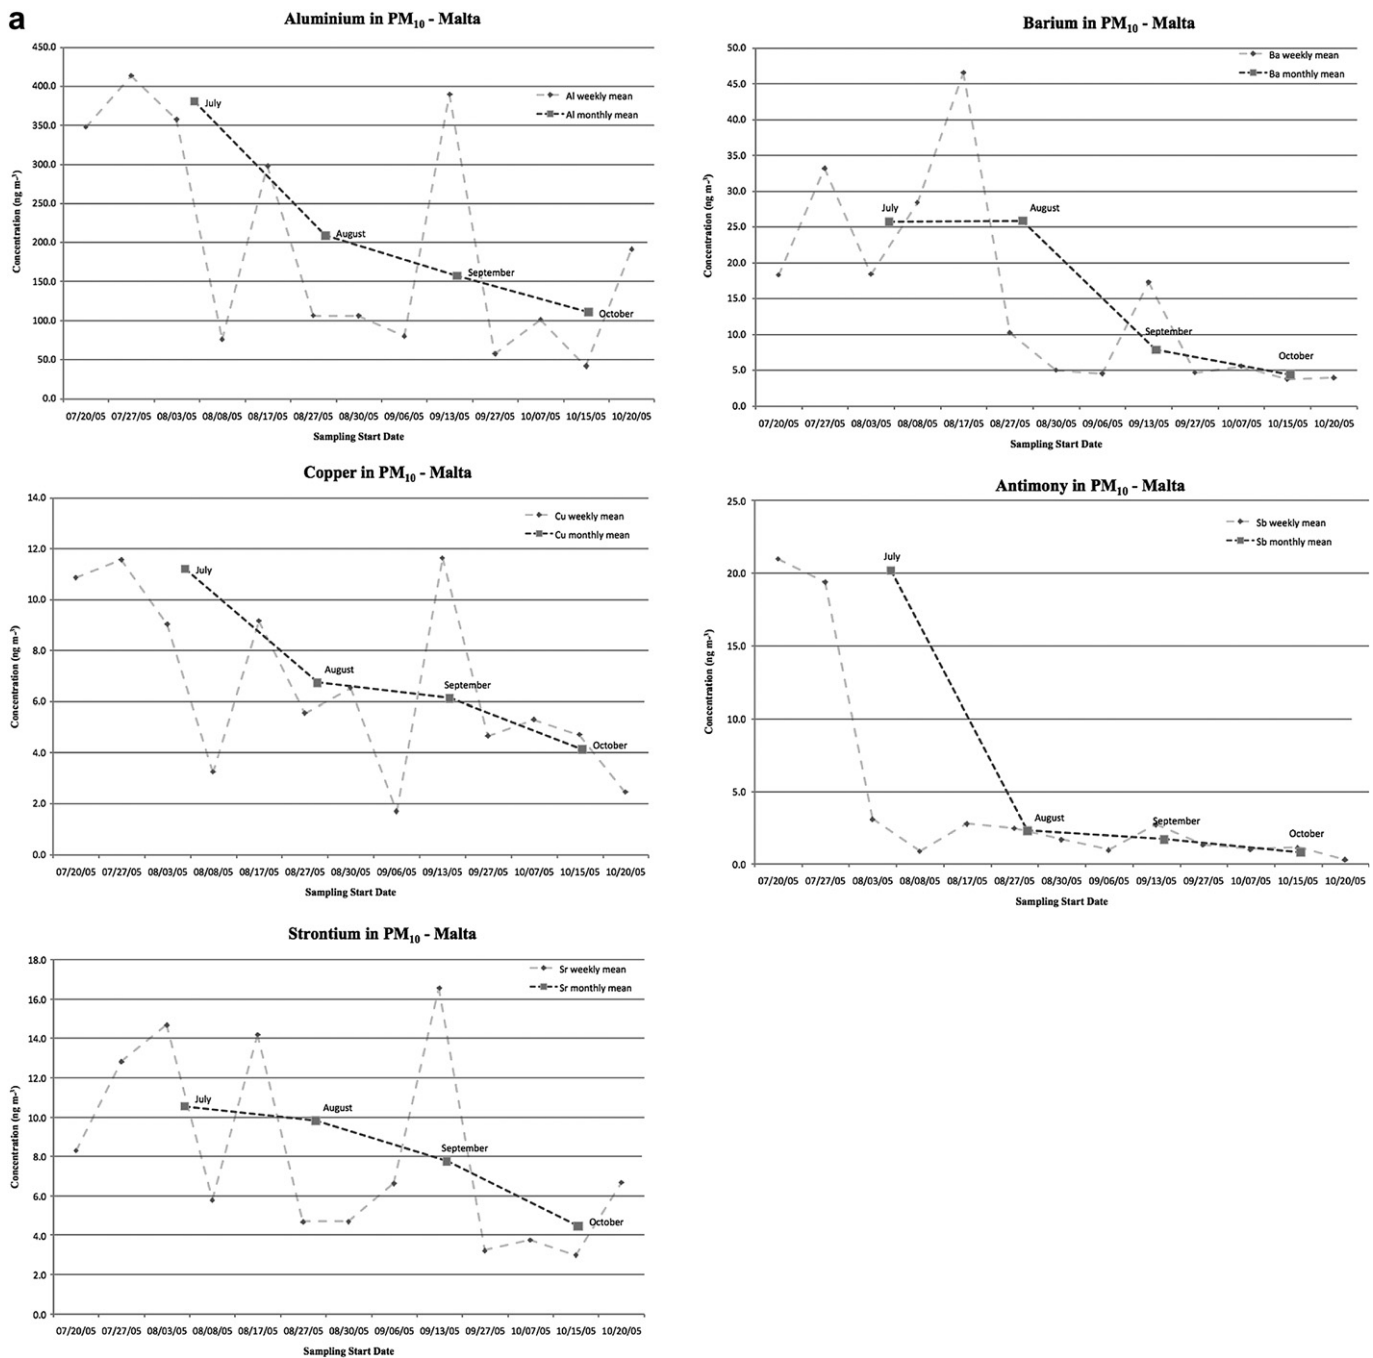 a
Aluminium in PM10 - Malta
450.0
400.0
350.0
300.0
250.0
200.0
150.0
100.0
50.0
0.0
Concentration (ng m-3)
Al weekly mean
Al monthly mean
July
August
September
October
07/20/05 07/27/05 08/03/05 08/08/05 08/17/05 08/27/05 08/30/05 09/06/05 09/13/05 09/27/05 10/07/05 10/15/05 10/20/05
Sampling Start Date
Barium in PM10 - Malta
50.0
45.0
40.0
35.0
30.0
25.0
20.0
15.0
10.0
5.0
0.0
Concentration (ng m-3)
Ba weekly mean
Ba monthly mean
July
August
September
October
07/20/05 07/27/05 08/03/05 08/08/05 08/17/05 08/27/05 08/30/05 09/06/05 09/13/05 09/27/05 10/07/05 10/15/05 10/20/05
Sampling Start Date
Copper in PM10 - Malta
14.0
12.0
10.0
8.0
6.0
4.0
2.0
0.0
Concentration (ng m-3)
Cu weekly mean
Cu monthly mean
July
August
September
October
07/20/05 07/27/05 08/03/05 08/08/05 08/17/05 08/27/05 08/30/05 09/06/05 09/13/05 09/27/05 10/07/05 10/15/05 10/20/05
Sampling Start Date
Antimony in PM10 - Malta
25.0
20.0
15.0
10.0
5.0
0.0
Concentration (ng m-3)
Sb weekly mean
Sb monthly mean
July
August
September
October
07/20/05 07/27/05 08/03/05 08/08/05 08/17/05 08/27/05 08/30/05 09/06/05 09/13/05 09/27/05 10/07/05 10/15/05 10/20/05
Sampling Start Date
Strontium in PM10 - Malta
18.0
16.0
14.0
12.0
10.0
8.0
6.0
4.0
2.0
0.0
Concentration (ng m-3)
Sr weekly mean
Sr monthly mean
July
August
September
October
07/20/05 07/27/05 08/03/05 08/08/05 08/17/05 08/27/05 08/30/05 09/06/05 09/13/05 09/27/05 10/07/05 10/15/05 10/20/05
Sampling Start Date